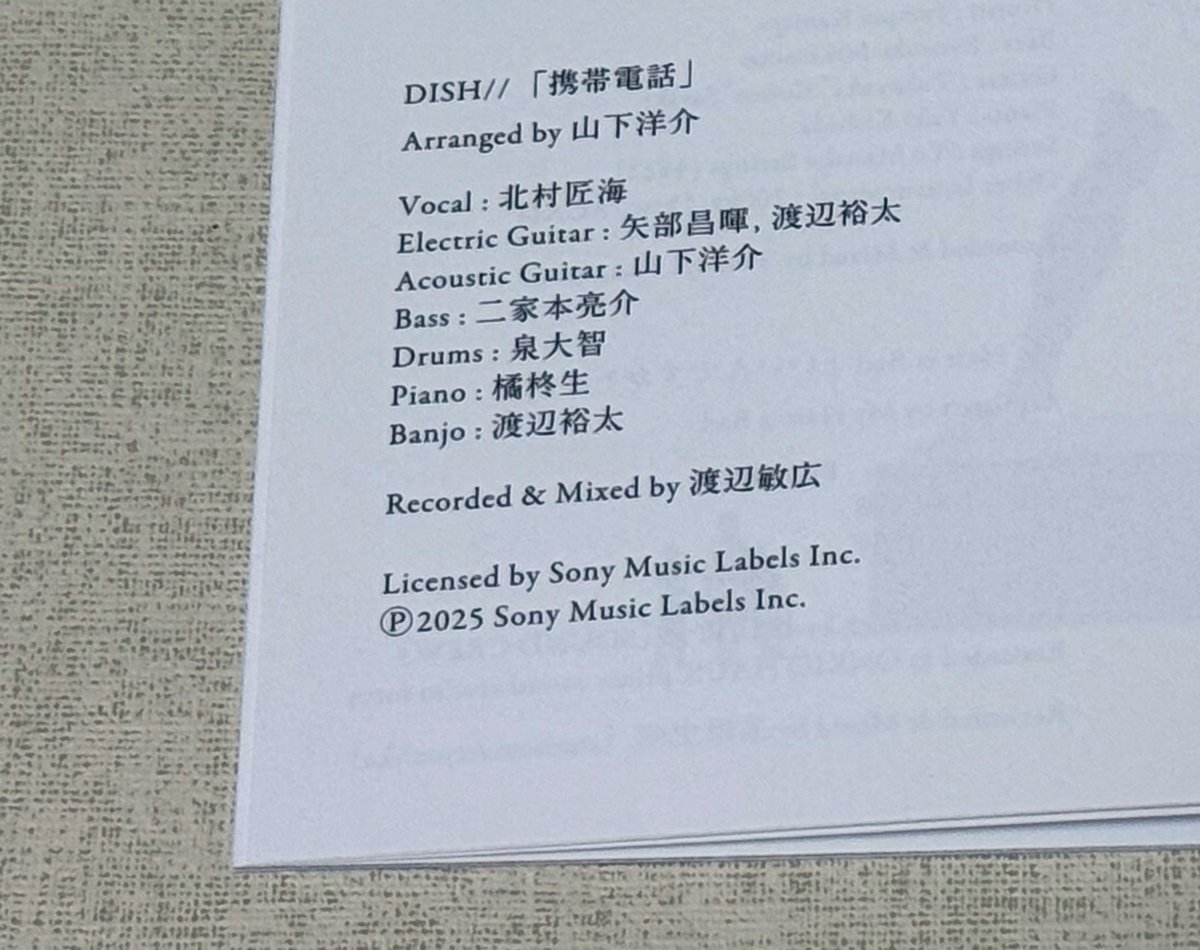 DISH// 「携帯電話」
Arranged by 山下洋介
Vocal : 北村匠海
Electric Guitar : 矢部昌暉, 渡辺裕太
Acoustic Guitar : 山下洋介
Bass : 二家本亮介
Drums : 泉大智
Piano : 橘柊生
Banjo : 渡辺裕太
Recorded & Mixed by 渡辺敏広
Licensed by Sony Music Labels Inc.
Ⓟ2025 Sony Music Labels Inc.